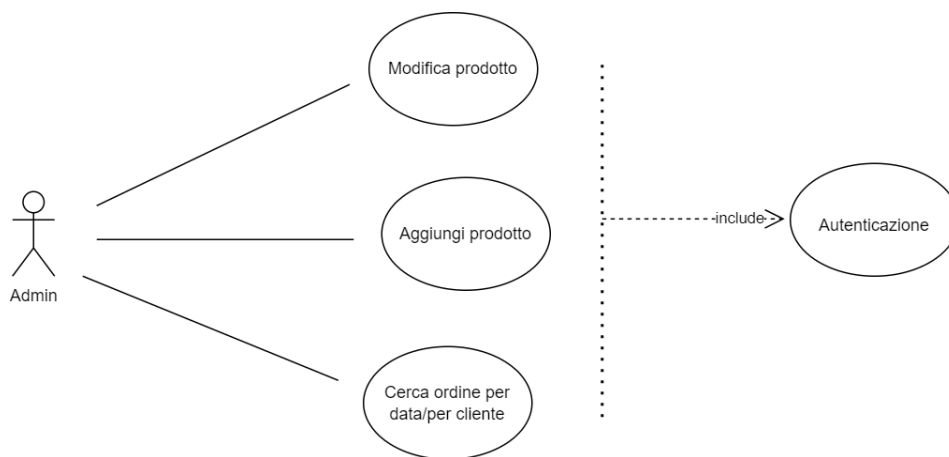 Modifica prodotto
Aggiungi prodotto
include
Autenticazione
Admin
Cerca ordine per
data/per cliente